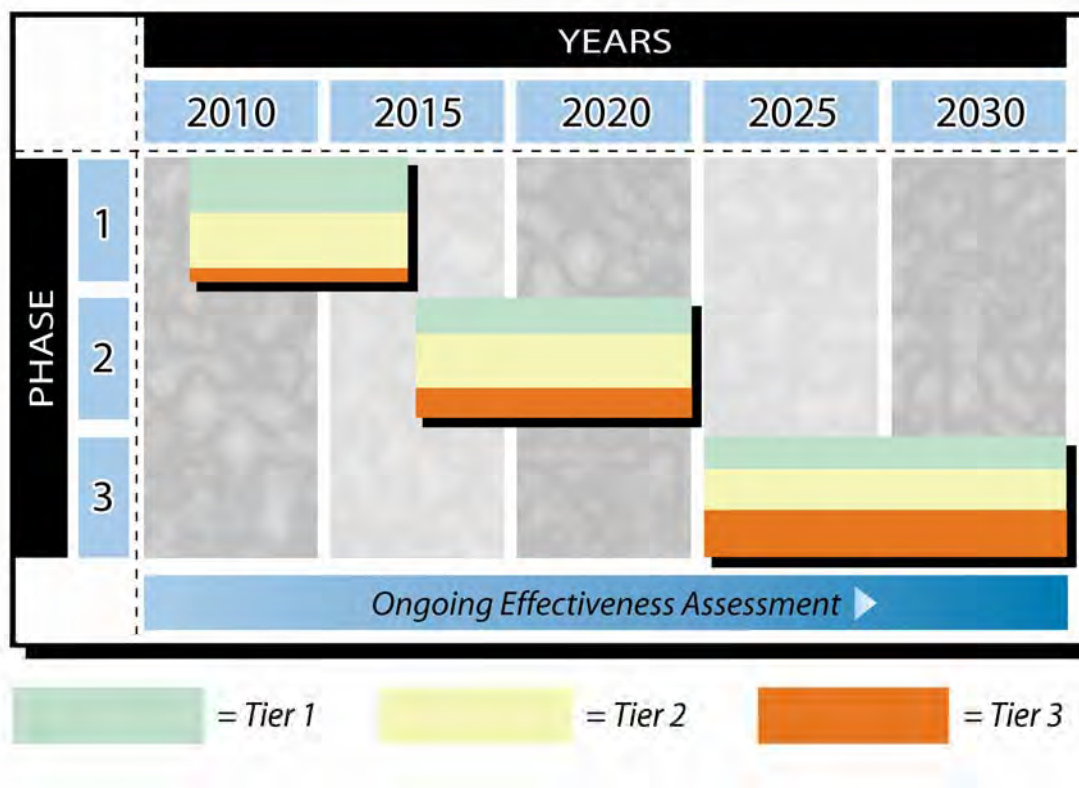 YEARS
2010 2015 2020 2025 2030
PHASE
1
2
3
Ongoing Effectiveness Assessment
= Tier 1 = Tier 2 = Tier 3